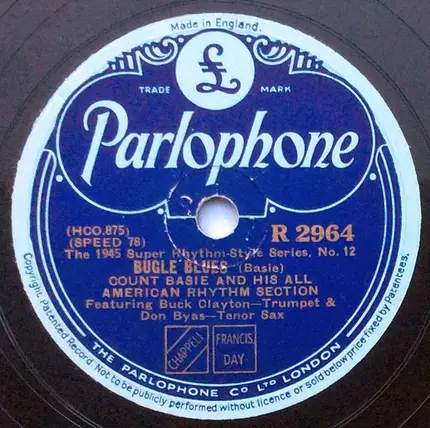 Made in England.
£
TRADE MARK
Parlophone
(HCO.875)
(SPEED 78)
R 2964
The 1945 Super Rhythm-Style Series, No. 12
BUGLE BLUES (Basie)
COUNT BASIE AND HIS ALL
AMERICAN RHYTHM SECTION
Featuring Buck Clayton—Trumpet &
Don Byas—Tenor Sax
CHAPPELL
FRANCIS,
DAY
THE PARLOPHONE CO LTD LONDON
Copyright Patented Record. Not to be publicly performed without licence or sold below price fixed by Patentees.